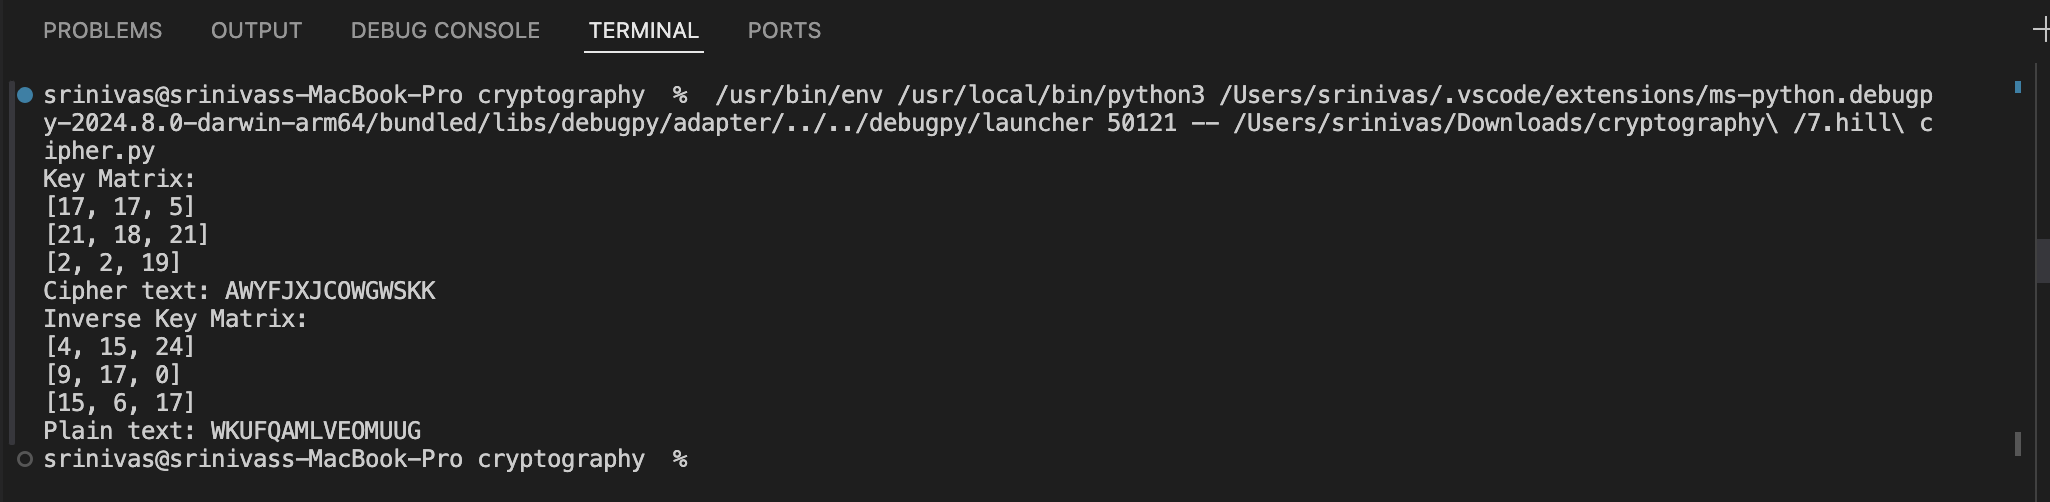 PROBLEMS OUTPUT DEBUG CONSOLE TERMINAL PORTS
srinivas@srinivass-MacBook-Pro cryptography % /usr/bin/env /usr/local/bin/python3 /Users/srinivas/.vscode/extensions/ms-python.debugp
y-2024.8.0-darwin-arm64/bundled/libs/debugpy/adapter/../../debugpy/launcher 50121 -- /Users/srinivas/Downloads/cryptography\ /7.hill\ c
ipher.py
Key Matrix:
[17, 17, 5]
[21, 18, 21]
[2, 2, 19]
Cipher text: AWYFJXJCOWGWSKK
Inverse Key Matrix:
[4, 15, 24]
[9, 17, 0]
[15, 6, 17]
Plain text: WKUFQAMLVEOMUUG
srinivas@srinivass-MacBook-Pro cryptography %